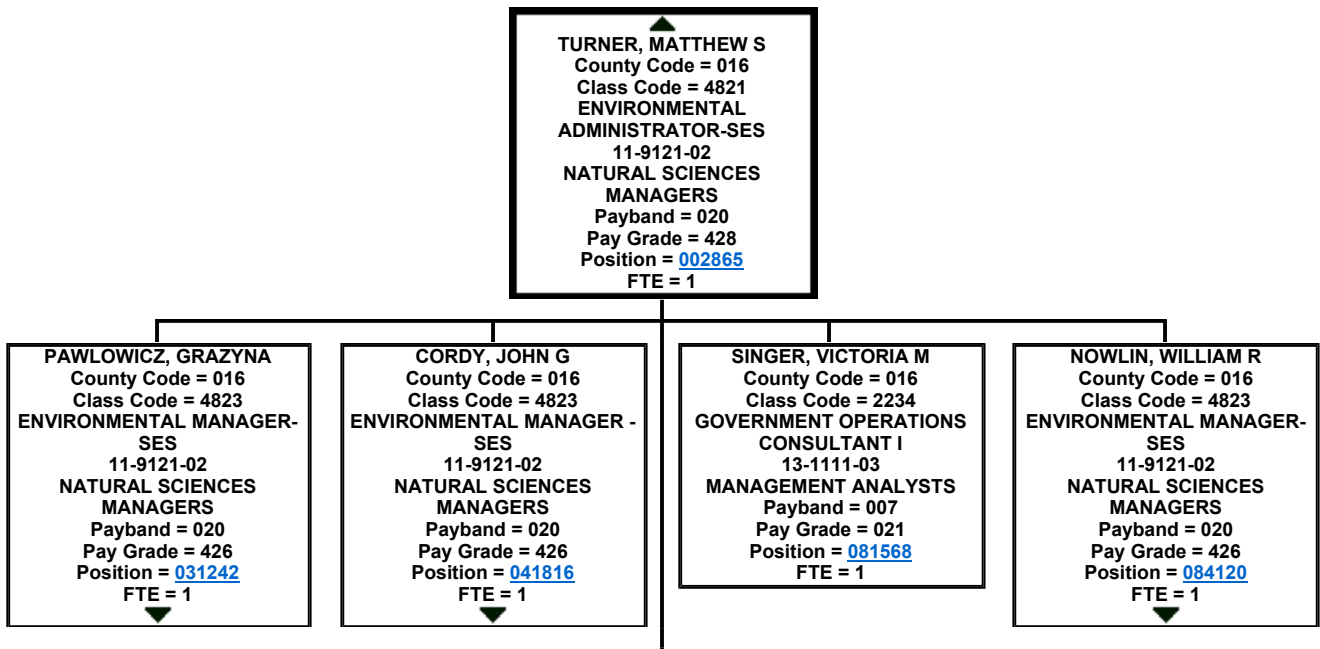 TURNER, MATTHEW S
County Code = 016
Class Code = 4821
ENVIRONMENTAL
ADMINISTRATOR-SES
11-9121-02
NATURAL SCIENCES
MANAGERS
Payband = 020
Pay Grade = 428
Position = 002865
FTE = 1
PAWLOWICZ, GRAZYNA
County Code = 016
Class Code = 4823
ENVIRONMENTAL MANAGER-
SES
11-9121-02
NATURAL SCIENCES
MANAGERS
Payband = 020
Pay Grade = 426
Position = 031242
FTE = 1
CORDY, JOHN G
County Code = 016
Class Code = 4823
ENVIRONMENTAL MANAGER -
SES
11-9121-02
NATURAL SCIENCES
MANAGERS
Payband = 020
Pay Grade = 426
Position = 041816
FTE = 1
SINGER, VICTORIA M
County Code = 016
Class Code = 2234
GOVERNMENT OPERATIONS
CONSULTANT I
13-1111-03
MANAGEMENT ANALYSTS
Payband = 007
Pay Grade = 021
Position = 081568
FTE = 1
NOWLIN, WILLIAM R
County Code = 016
Class Code = 4823
ENVIRONMENTAL MANAGER-
SES
11-9121-02
NATURAL SCIENCES
MANAGERS
Payband = 020
Pay Grade = 426
Position = 084120
FTE = 1